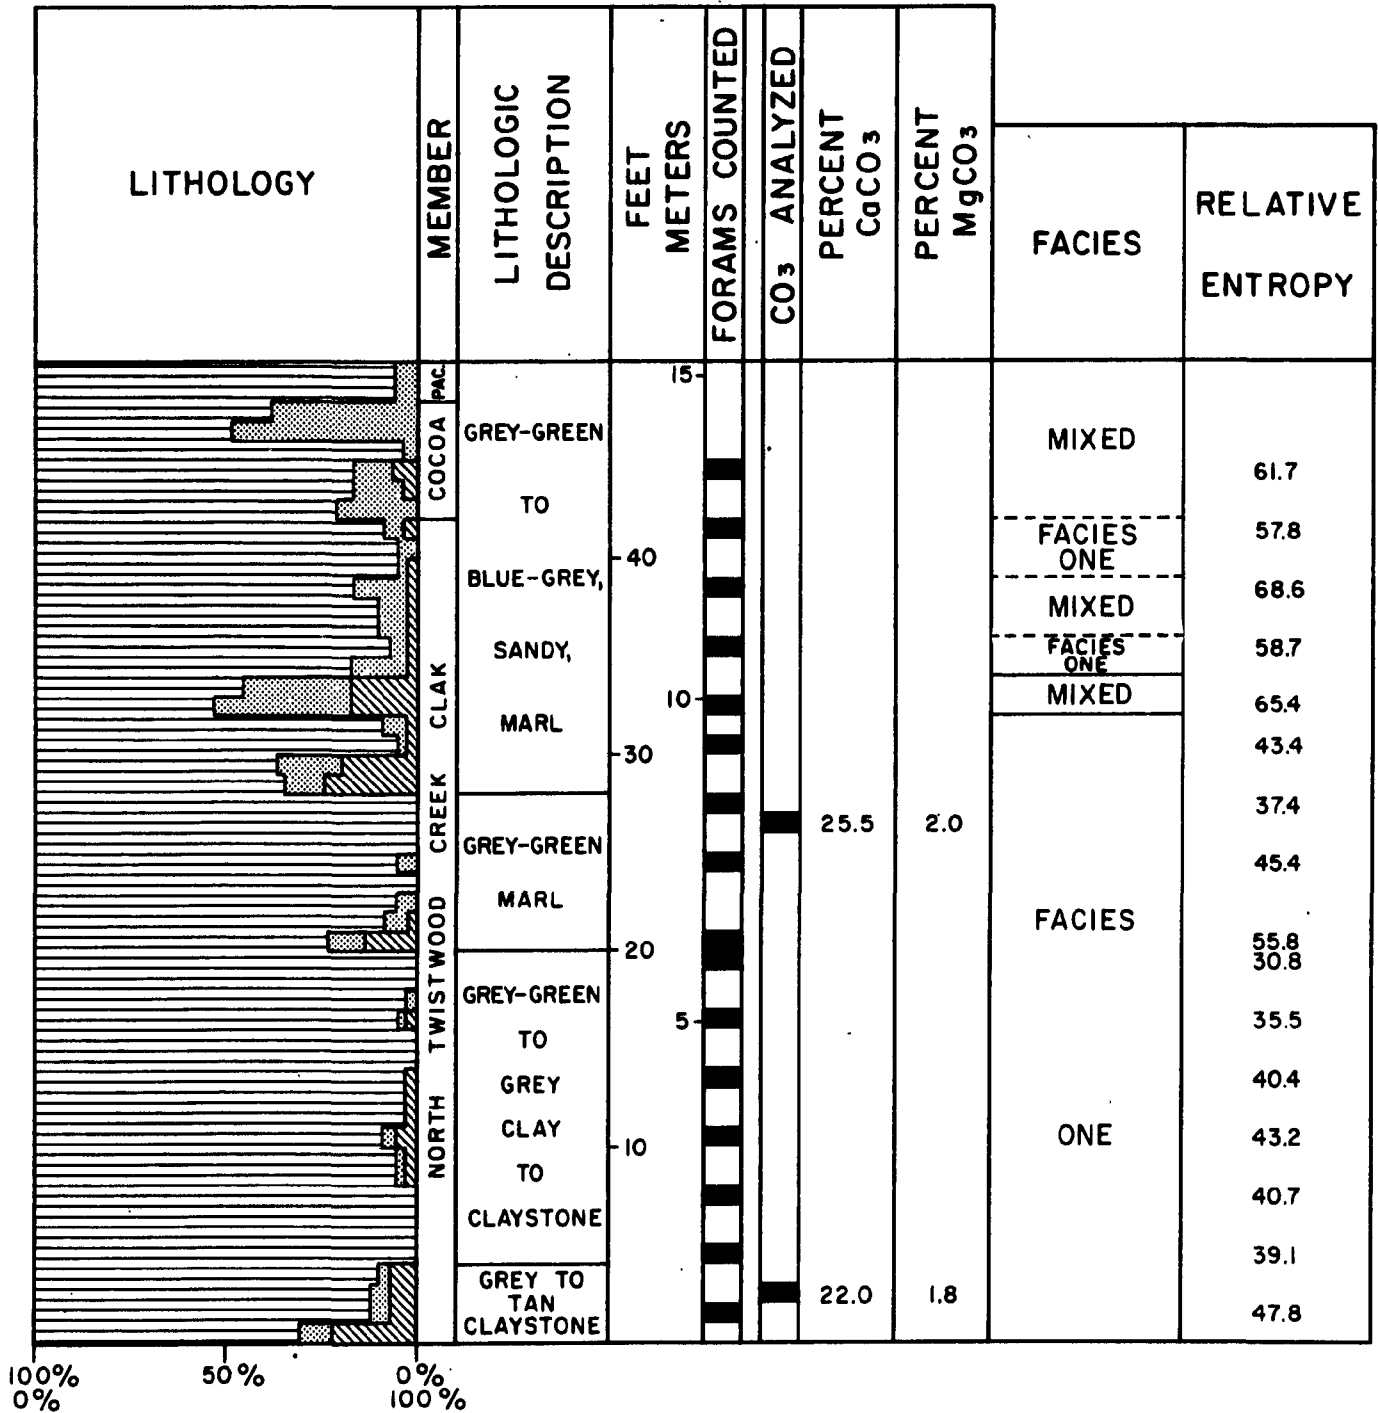 LITHOLOGY
MEMBER
LITHOLOGIC
DESCRIPTION
FEET
METERS
FORAMS COUNTED
CO₃ ANALYZED
PERCENT
CaCO₃
PERCENT
MgCO₃
FACIES
RELATIVE
ENTROPY
PAC.
COCOA
NORTH TWISTWOOD CREEK CLAK
GREY-GREEN
TO
BLUE-GREY,
SANDY,
MARL
GREY-GREEN
MARL
GREY-GREEN
TO
GREY
CLAY
TO
CLAYSTONE
GREY TO
TAN
CLAYSTONE
40
30
20
10
15
10
5
25.5
2.0
22.0
1.8
MIXED
FACIES
ONE
MIXED
FACIES
ONE
MIXED
FACIES
ONE
61.7
57.8
68.6
58.7
65.4
43.4
37.4
45.4
55.8
30.8
35.5
40.4
43.2
40.7
39.1
47.8
100% 50% 0%
0% 100%